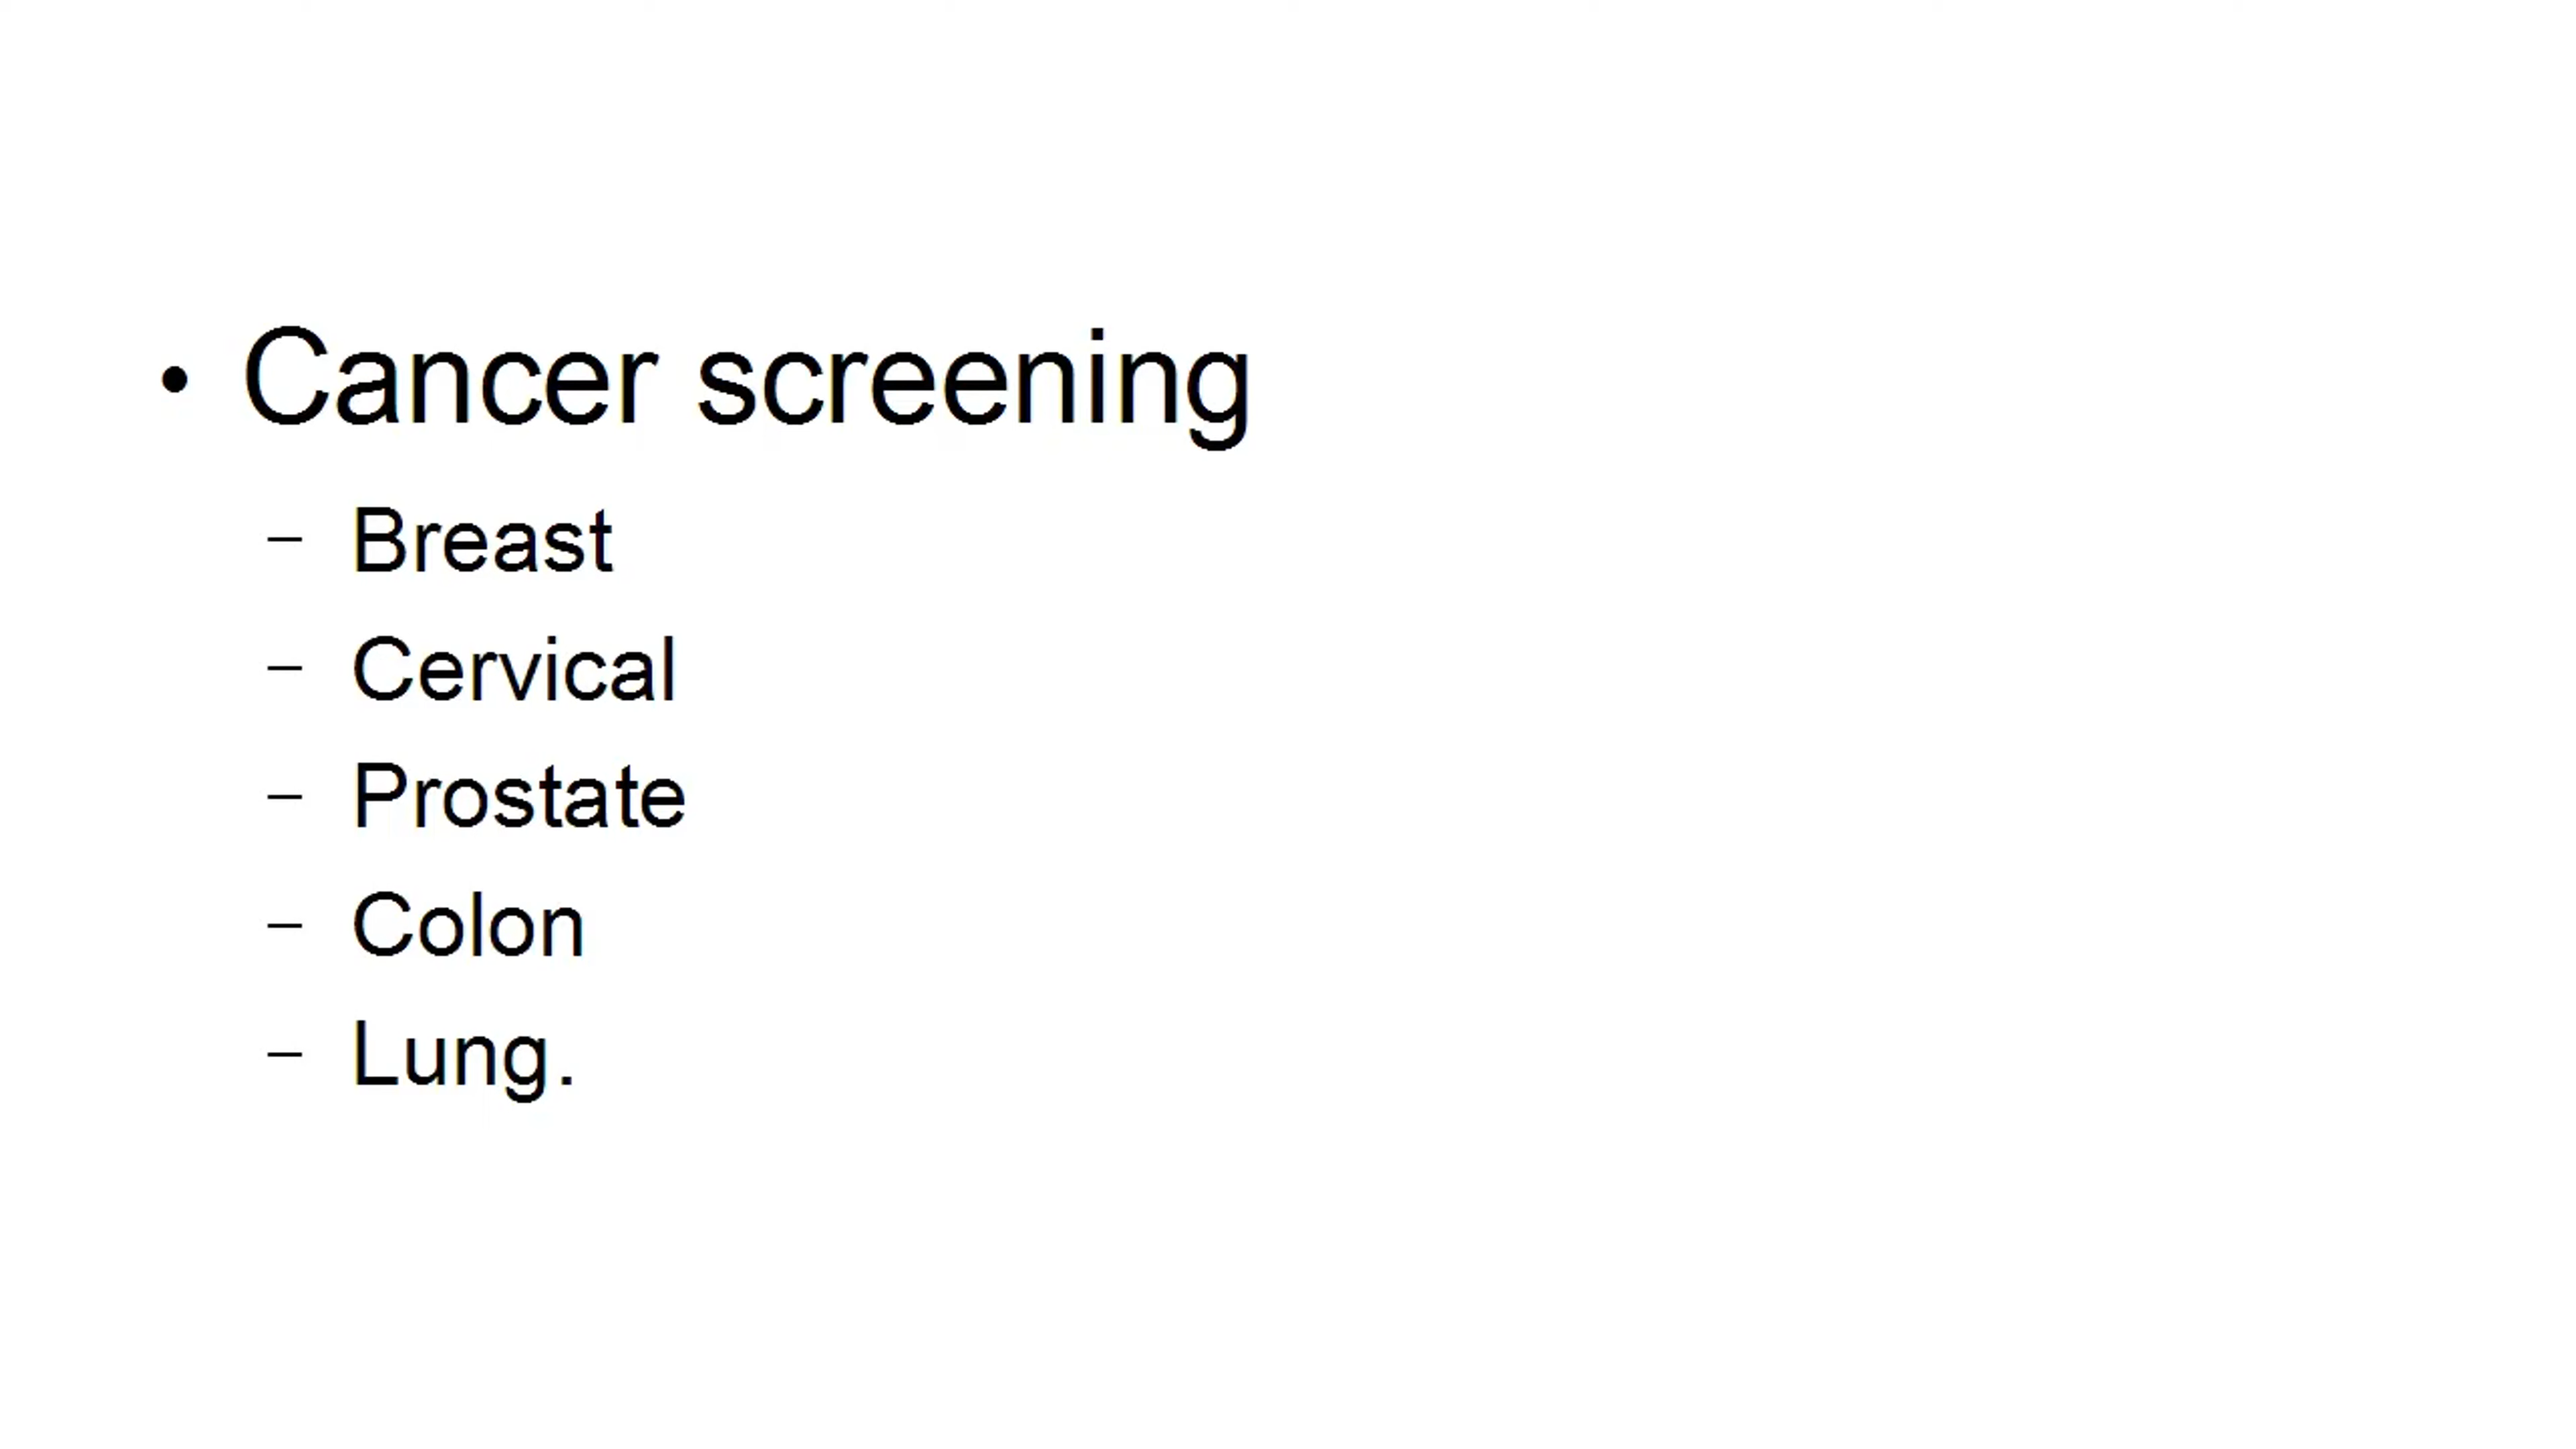 • Cancer screening
– Breast
– Cervical
– Prostate
– Colon
– Lung.